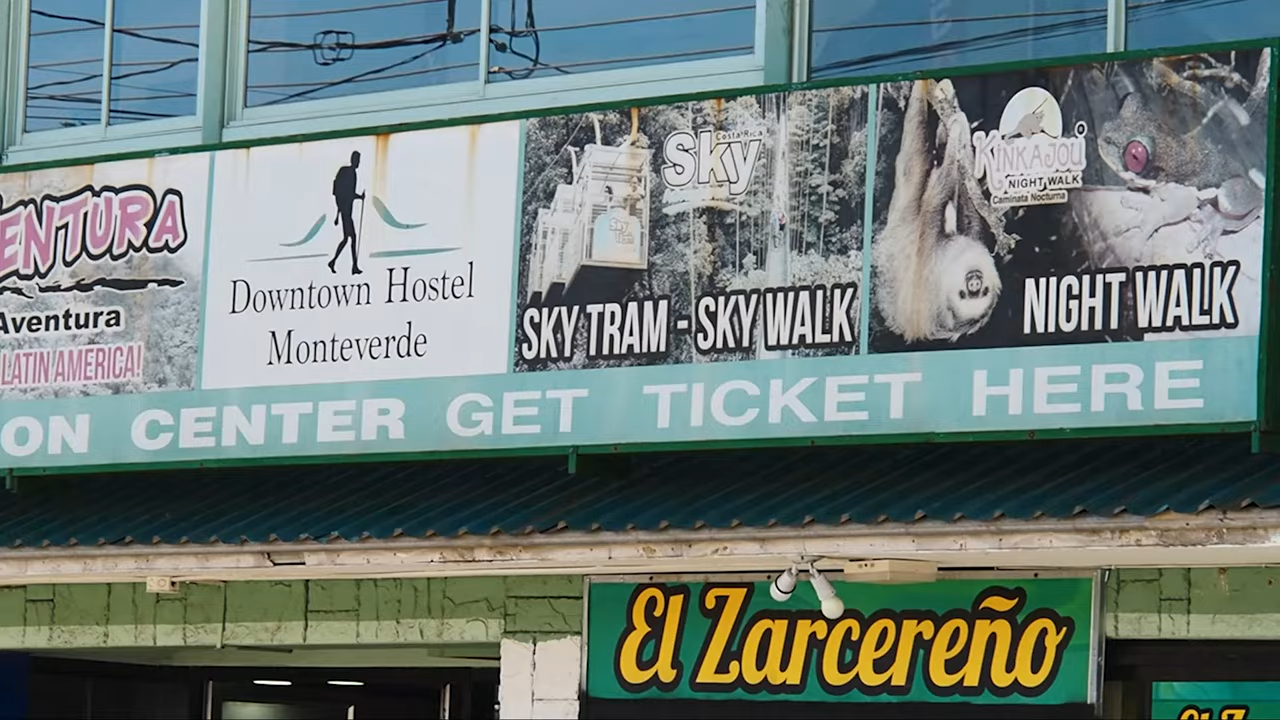 ENTURA
Aventura
LATIN AMERICA!
Downtown Hostel
Monteverde
Costa Rica
Sky
SKY TRAM - SKY WALK
KINKAJOU
NIGHT WALK
Caminata Nocturna
NIGHT WALK
ON CENTER GET TICKET HERE
El Zarcereño